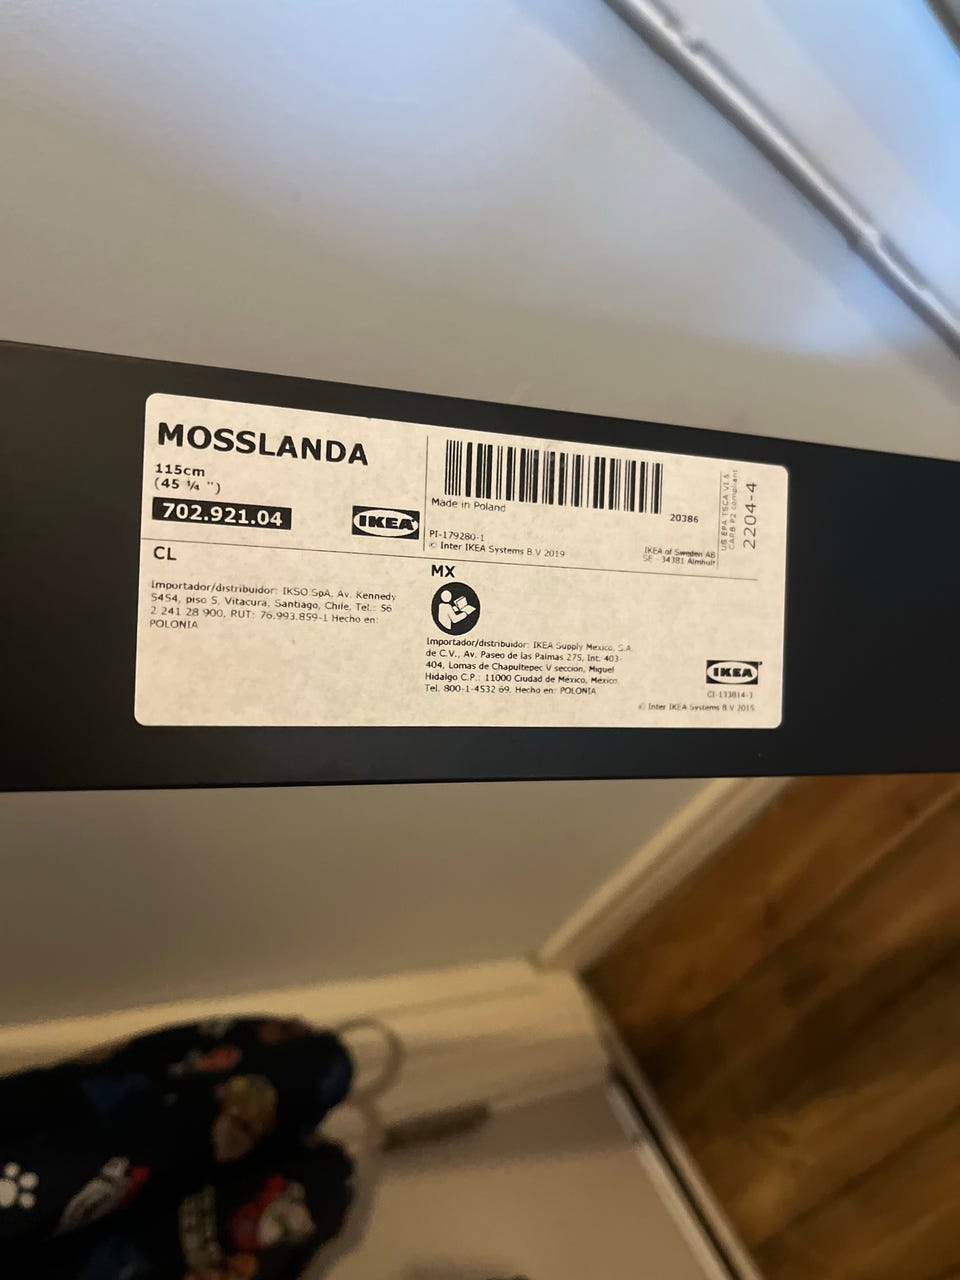 MOSSLANDA
115cm
(45 ¼ ")
702.921.04
IKEA
Made in Poland
20386
PI-179280-1
© Inter IKEA Systems B.V 2019
IKEA of Sweden AB
SE - 34381 Älmhult
US EPA TSCA VI &
CARB P2 compliant
2204-4
CL
Importador/distribuidor: IKSO SpA, Av. Kennedy
5454, piso 5, Vitacura, Santiago, Chile, Tel.: 56
2 241 28 900, RUT: 76.993.859-1 Hecho en:
POLONIA
MX
Importador/distribuidor: IKEA Supply Mexico, S.A.
de C.V., Av. Paseo de las Palmas 275, Int. 403-
404, Lomas de Chapultepec V sección, Miguel
Hidalgo C.P.: 11000 Ciudad de México, México,
Tel. 800-1-4532 69. Hecho en: POLONIA
IKEA
CI-133814-1
© Inter IKEA Systems B.V 2015